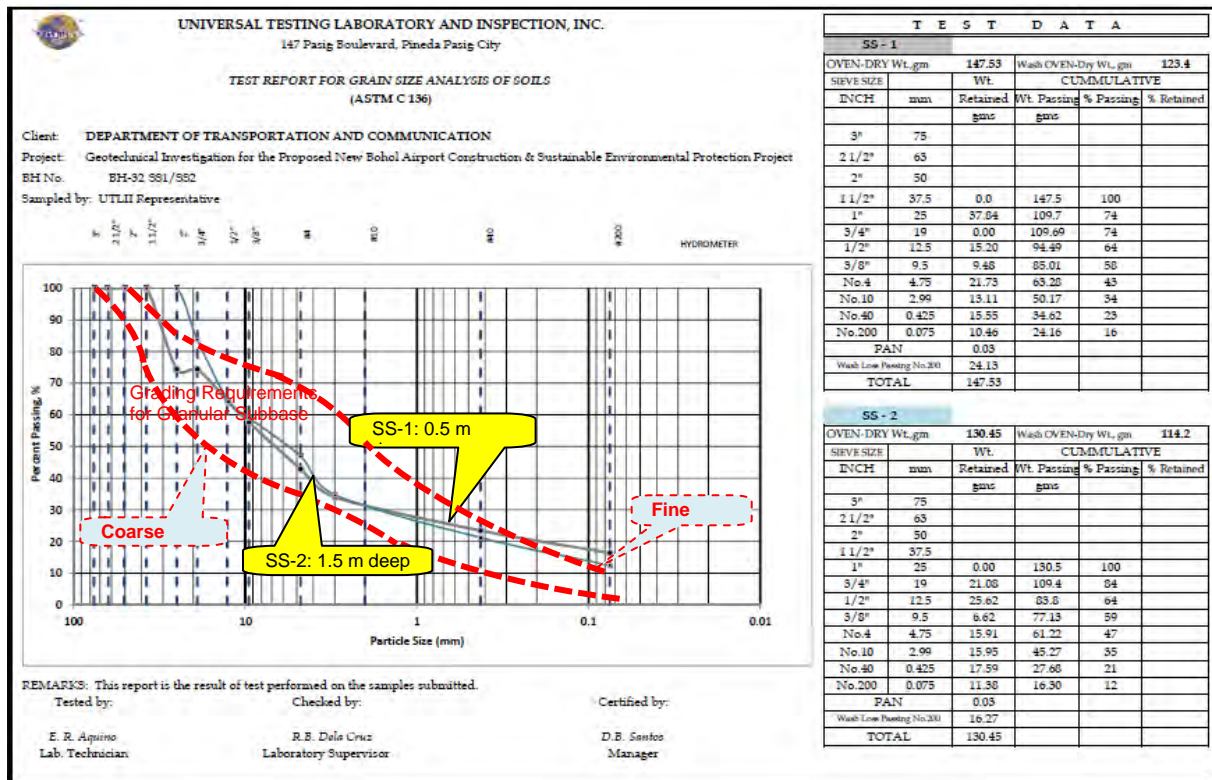 UNIVERSAL TESTING LABORATORY AND INSPECTION, INC.
147 Pasig Boulevard, Pineda Pasig City
TEST REPORT FOR GRAIN SIZE ANALYSIS OF SOILS
(ASTM C 136)
Client: DEPARTMENT OF TRANSPORTATION AND COMMUNICATION
Project: Geotechnical Investigation for the Proposed New Bohol Airport Construction & Sustainable Environmental Protection Project
BH No. BH-32 SS1/SS2
Sampled by: UTLII Representative
3" 2 1/2" 2" 1 1/2" 1" 3/4" 1/2" 3/8" #4 #10 #40 #200 HYDROMETER
100
90
80
70
60
50
40
30
20
10
0
Percent Passing, %
Grading Requirements
for Granular Subbase
SS-1: 0.5 m
Coarse
SS-2: 1.5 m deep
Fine
100 10 1 0.1 0.01
Particle Size (mm)
REMARKS: This report is the result of test performed on the samples submitted.
Tested by: Checked by: Certified by:
E. R. Aquino R.B. Dela Cruz D.B. Santos
Lab. Technician Laboratory Supervisor Manager
T E S T D A T A
SS - 1
OVEN-DRY Wt.,gm 147.53 Wash OVEN-Dry Wt., gm 123.4
SIEVE SIZE Wt. CUMMULATIVE
INCH mm Retained Wt. Passing % Passing % Retained
gms gms
3" 75
2 1/2" 63
2" 50
1 1/2" 37.5 0.0 147.5 100
1" 25 37.84 109.7 74
3/4" 19 0.00 109.69 74
1/2" 12.5 15.20 94.49 64
3/8" 9.5 9.48 85.01 58
No.4 4.75 21.73 63.28 43
No.10 2.99 13.11 50.17 34
No.40 0.425 15.55 34.62 23
No.200 0.075 10.46 24.16 16
PAN 0.03
Wash Loss Passing No.200 24.13
TOTAL 147.53
SS - 2
OVEN-DRY Wt.,gm 130.45 Wash OVEN-Dry Wt., gm 114.2
SIEVE SIZE Wt. CUMMULATIVE
INCH mm Retained Wt. Passing % Passing % Retained
gms gms
3" 75
2 1/2" 63
2" 50
1 1/2" 37.5
1" 25 0.00 130.5 100
3/4" 19 21.08 109.4 84
1/2" 12.5 25.62 83.8 64
3/8" 9.5 6.62 77.13 59
No.4 4.75 15.91 61.22 47
No.10 2.99 15.95 45.27 35
No.40 0.425 17.59 27.68 21
No.200 0.075 11.38 16.30 12
PAN 0.03
Wash Loss Passing No.200 16.27
TOTAL 130.45